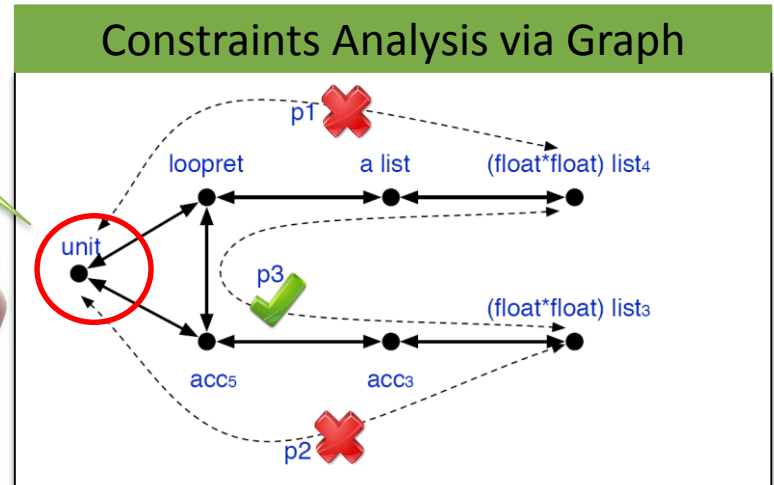 Constraints Analysis via Graph
p1
loopret
a list
(float*float) list4
unit
p3
(float*float) list3
acc5
acc3
p2